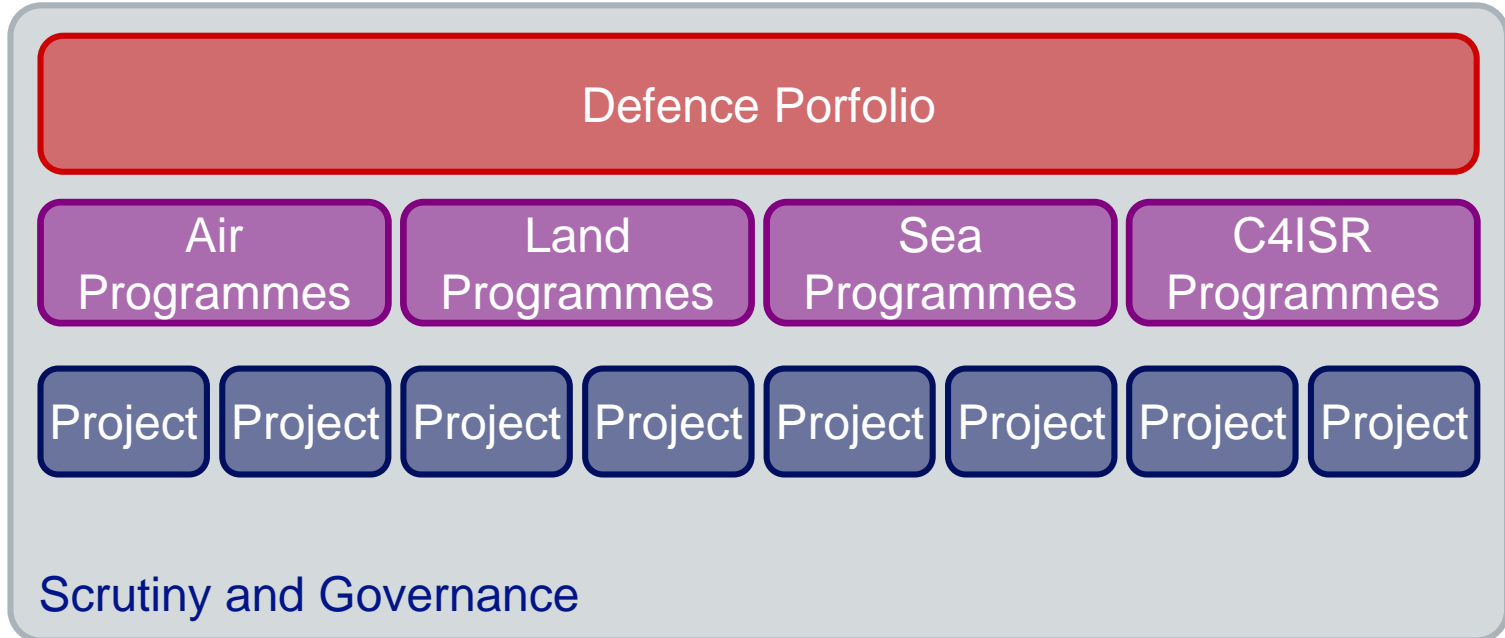 Defence Porfolio
Air
Programmes
Land
Programmes
Sea
Programmes
C4ISR
Programmes
Project
Project
Project
Project
Project
Project
Project
Project
Scrutiny and Governance